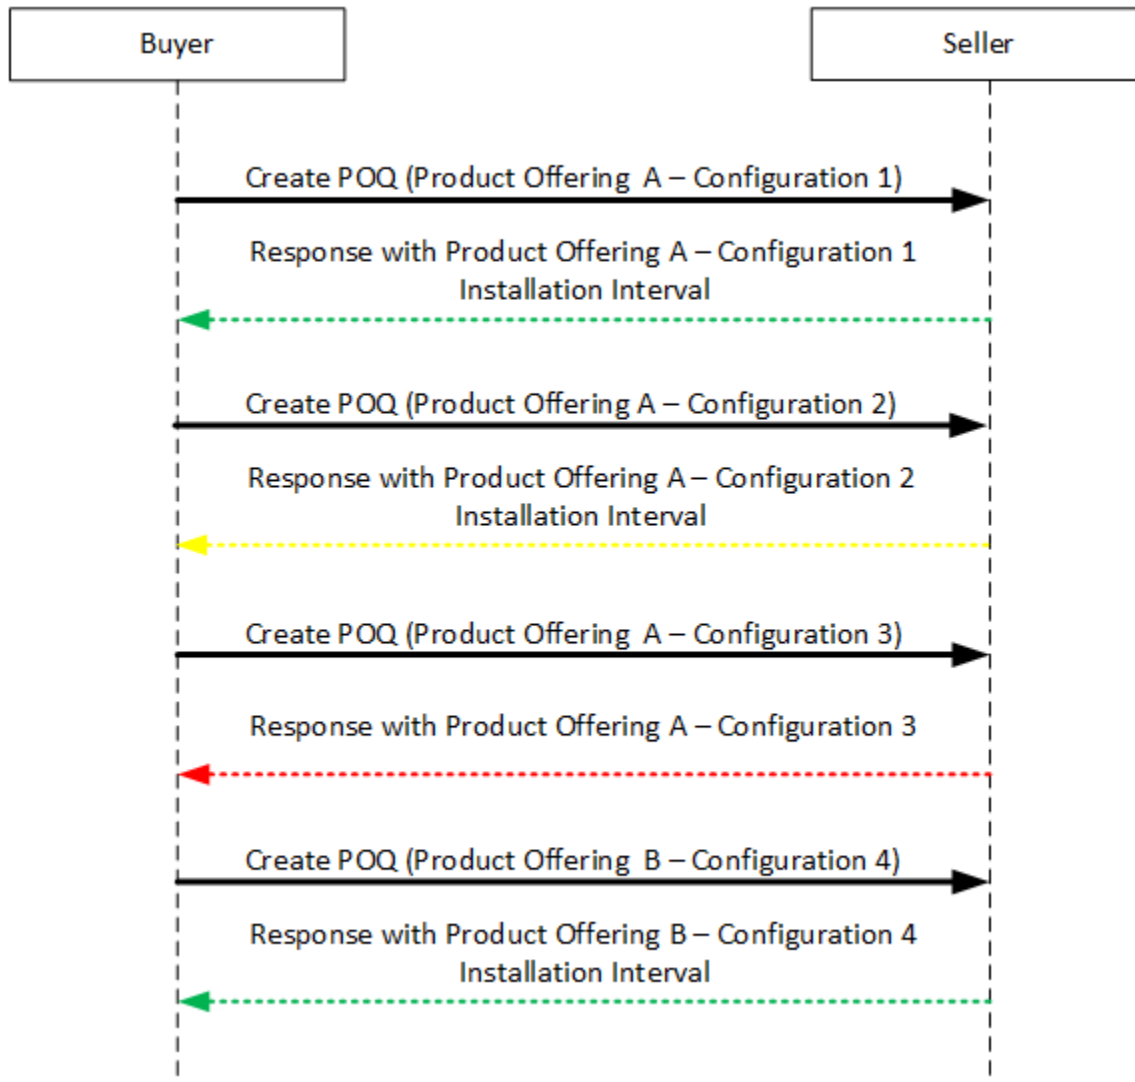 Buyer
Seller
Create POQ (Product Offering A – Configuration 1)
Response with Product Offering A – Configuration 1
Installation Interval
Create POQ (Product Offering A – Configuration 2)
Response with Product Offering A – Configuration 2
Installation Interval
Create POQ (Product Offering A – Configuration 3)
Response with Product Offering A – Configuration 3
Create POQ (Product Offering B – Configuration 4)
Response with Product Offering B – Configuration 4
Installation Interval